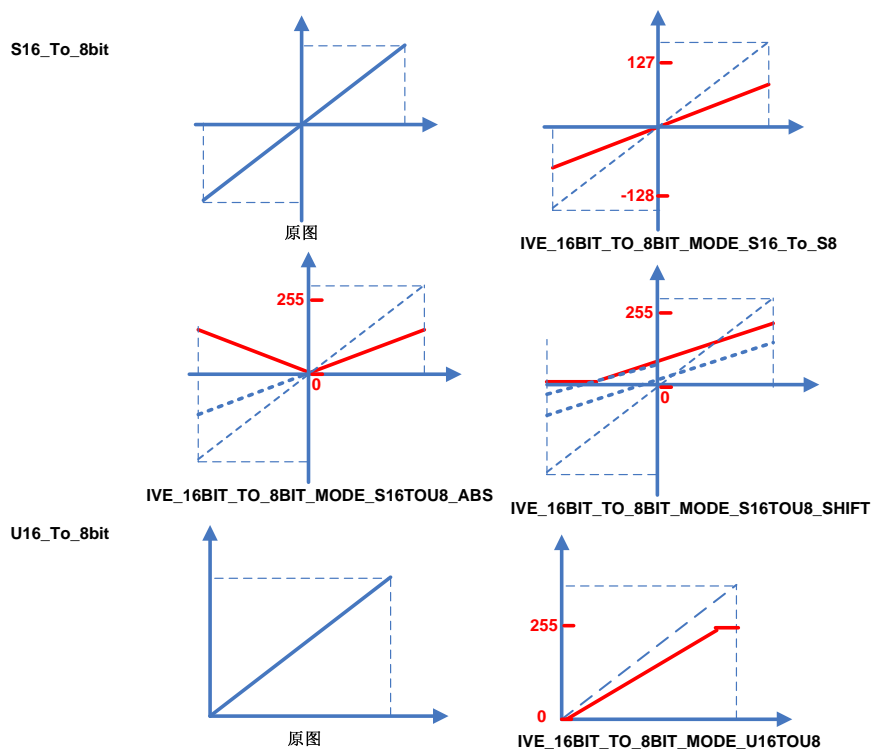 S16_To_8bit
127
-128
原图
IVE_16BIT_TO_8BIT_MODE_S16_To_S8
255
0
IVE_16BIT_TO_8BIT_MODE_S16TOU8_ABS
255
0
IVE_16BIT_TO_8BIT_MODE_S16TOU8_SHIFT
U16_To_8bit
原图
255
0
IVE_16BIT_TO_8BIT_MODE_U16TOU8